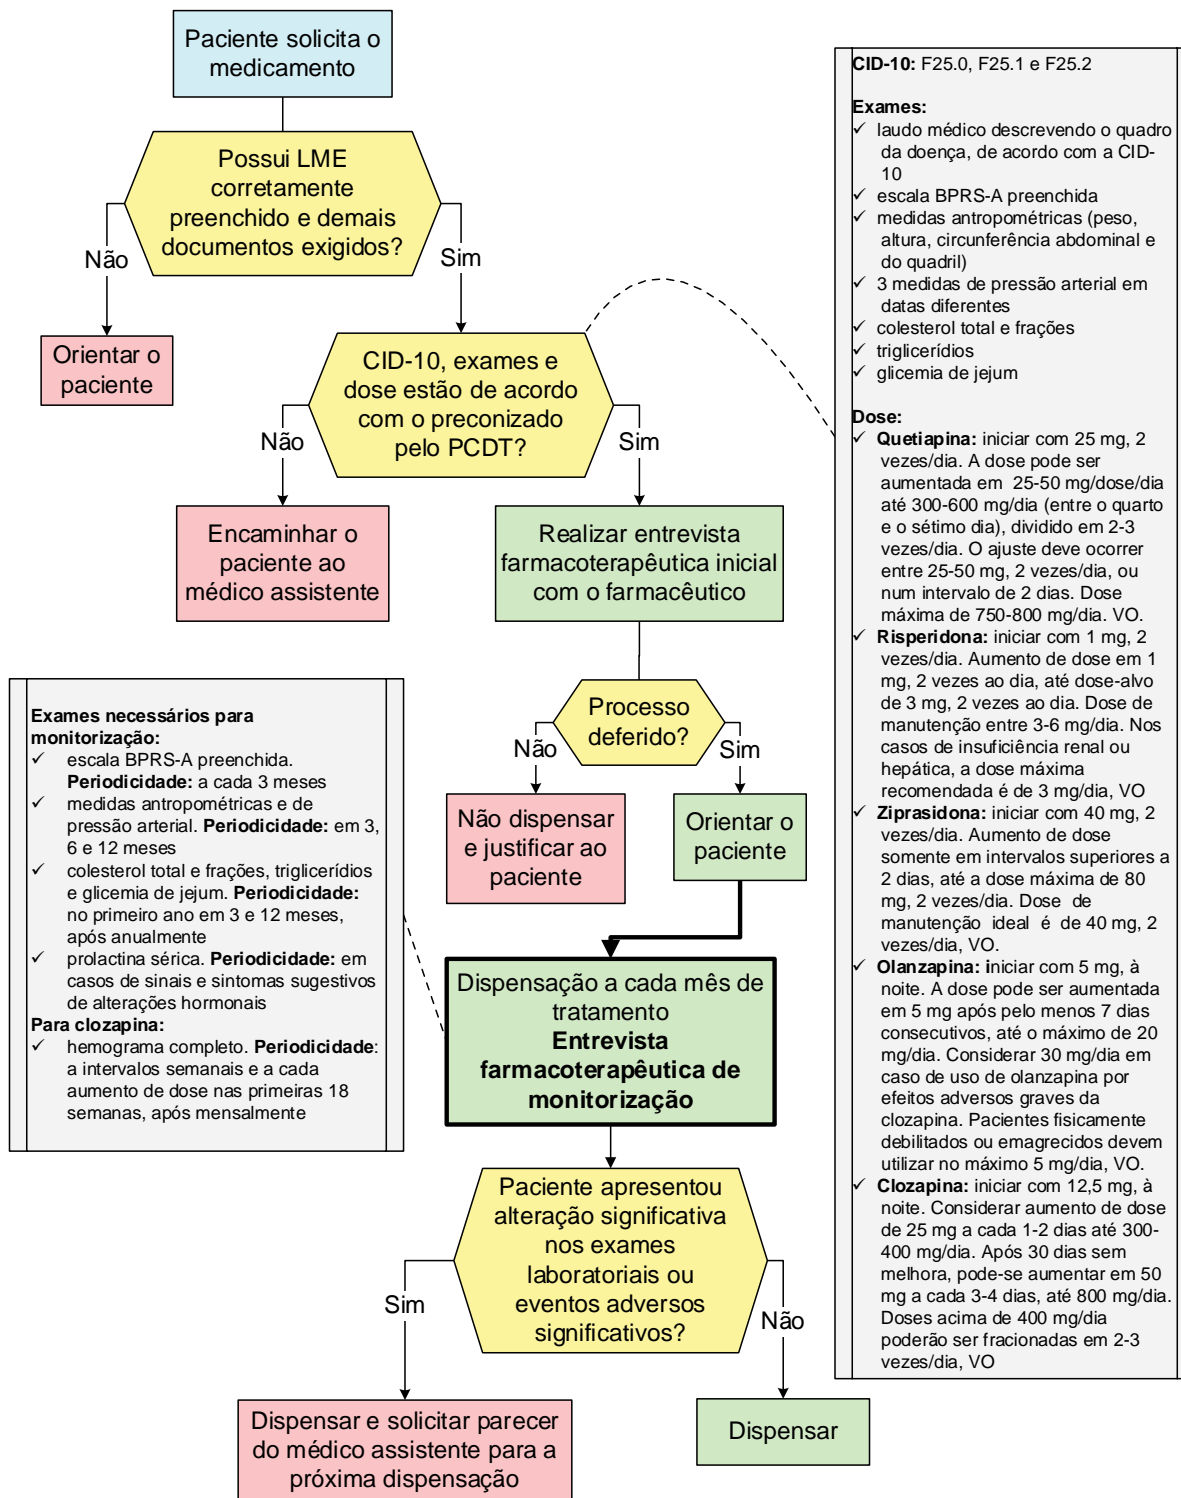 Paciente solicita o
medicamento
Possui LME
corretamente
preenchido e demais
documentos exigidos?
Não
Sim
Orientar o
paciente
CID-10, exames e
dose estão de acordo
com o preconizado
pelo PCDT?
Não
Sim
Encaminhar o
paciente ao
médico assistente
Realizar entrevista
farmacoterapêutica inicial
com o farmacêutico
Processo
deferido?
Não
Sim
Não dispensar
e justificar ao
paciente
Orientar o
paciente
Dispensação a cada mês de
tratamento
Entrevista
farmacoterapêutica de
monitorização
Paciente apresentou
alteração significativa
nos exames
laboratoriais ou
eventos adversos
significativos?
Sim
Não
Dispensar e solicitar parecer
do médico assistente para a
próxima dispensação
Dispensar
CID-10: F25.0, F25.1 e F25.2
Exames:
✓ laudo médico descrevendo o quadro
da doença, de acordo com a CID-
10
✓ escala BPRS-A preenchida
✓ medidas antropométricas (peso,
altura, circunferência abdominal e
do quadril)
✓ 3 medidas de pressão arterial em
datas diferentes
✓ colesterol total e frações
✓ triglicerídios
✓ glicemia de jejum
Dose:
✓ Quetiapina: iniciar com 25 mg, 2
vezes/dia. A dose pode ser
aumentada em 25-50 mg/dose/dia
até 300-600 mg/dia (entre o quarto
e o sétimo dia), dividido em 2-3
vezes/dia. O ajuste deve ocorrer
entre 25-50 mg, 2 vezes/dia, ou
num intervalo de 2 dias. Dose
máxima de 750-800 mg/dia. VO.
✓ Risperidona: iniciar com 1 mg, 2
vezes/dia. Aumento de dose em 1
mg, 2 vezes ao dia, até dose-alvo
de 3 mg, 2 vezes ao dia. Dose de
manutenção entre 3-6 mg/dia. Nos
casos de insuficiência renal ou
hepática, a dose máxima
recomendada é de 3 mg/dia, VO
✓ Ziprasidona: iniciar com 40 mg, 2
vezes/dia. Aumento de dose
somente em intervalos superiores a
2 dias, até a dose máxima de 80
mg, 2 vezes/dia. Dose de
manutenção ideal é de 40 mg, 2
vezes/dia, VO.
✓ Olanzapina: iniciar com 5 mg, à
noite. A dose pode ser aumentada
em 5 mg após pelo menos 7 dias
consecutivos, até o máximo de 20
mg/dia. Considerar 30 mg/dia em
caso de uso de olanzapina por
efeitos adversos graves da
clozapina. Pacientes fisicamente
debilitados ou emagrecidos devem
utilizar no máximo 5 mg/dia, VO.
✓ Clozapina: iniciar com 12,5 mg, à
noite. Considerar aumento de dose
de 25 mg a cada 1-2 dias até 300-
400 mg/dia. Após 30 dias sem
melhora, pode-se aumentar em 50
mg a cada 3-4 dias, até 800 mg/dia.
Doses acima de 400 mg/dia
poderão ser fracionadas em 2-3
vezes/dia, VO
Exames necessários para
monitorização:
✓ escala BPRS-A preenchida.
Periodicidade: a cada 3 meses
✓ medidas antropométricas e de
pressão arterial. Periodicidade: em 3,
6 e 12 meses
✓ colesterol total e frações, triglicerídios
e glicemia de jejum. Periodicidade:
no primeiro ano em 3 e 12 meses,
após anualmente
✓ prolactina sérica. Periodicidade: em
casos de sinais e sintomas sugestivos
de alterações hormonais
Para clozapina:
✓ hemograma completo. Periodicidade:
a intervalos semanais e a cada
aumento de dose nas primeiras 18
semanas, após mensalmente